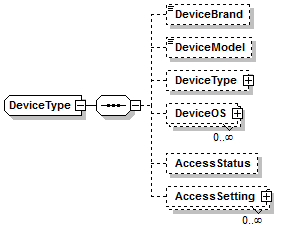 DeviceBrand
DeviceModel
DeviceType
DeviceType
DeviceOS
0..∞
AccessStatus
AccessSetting
0..∞